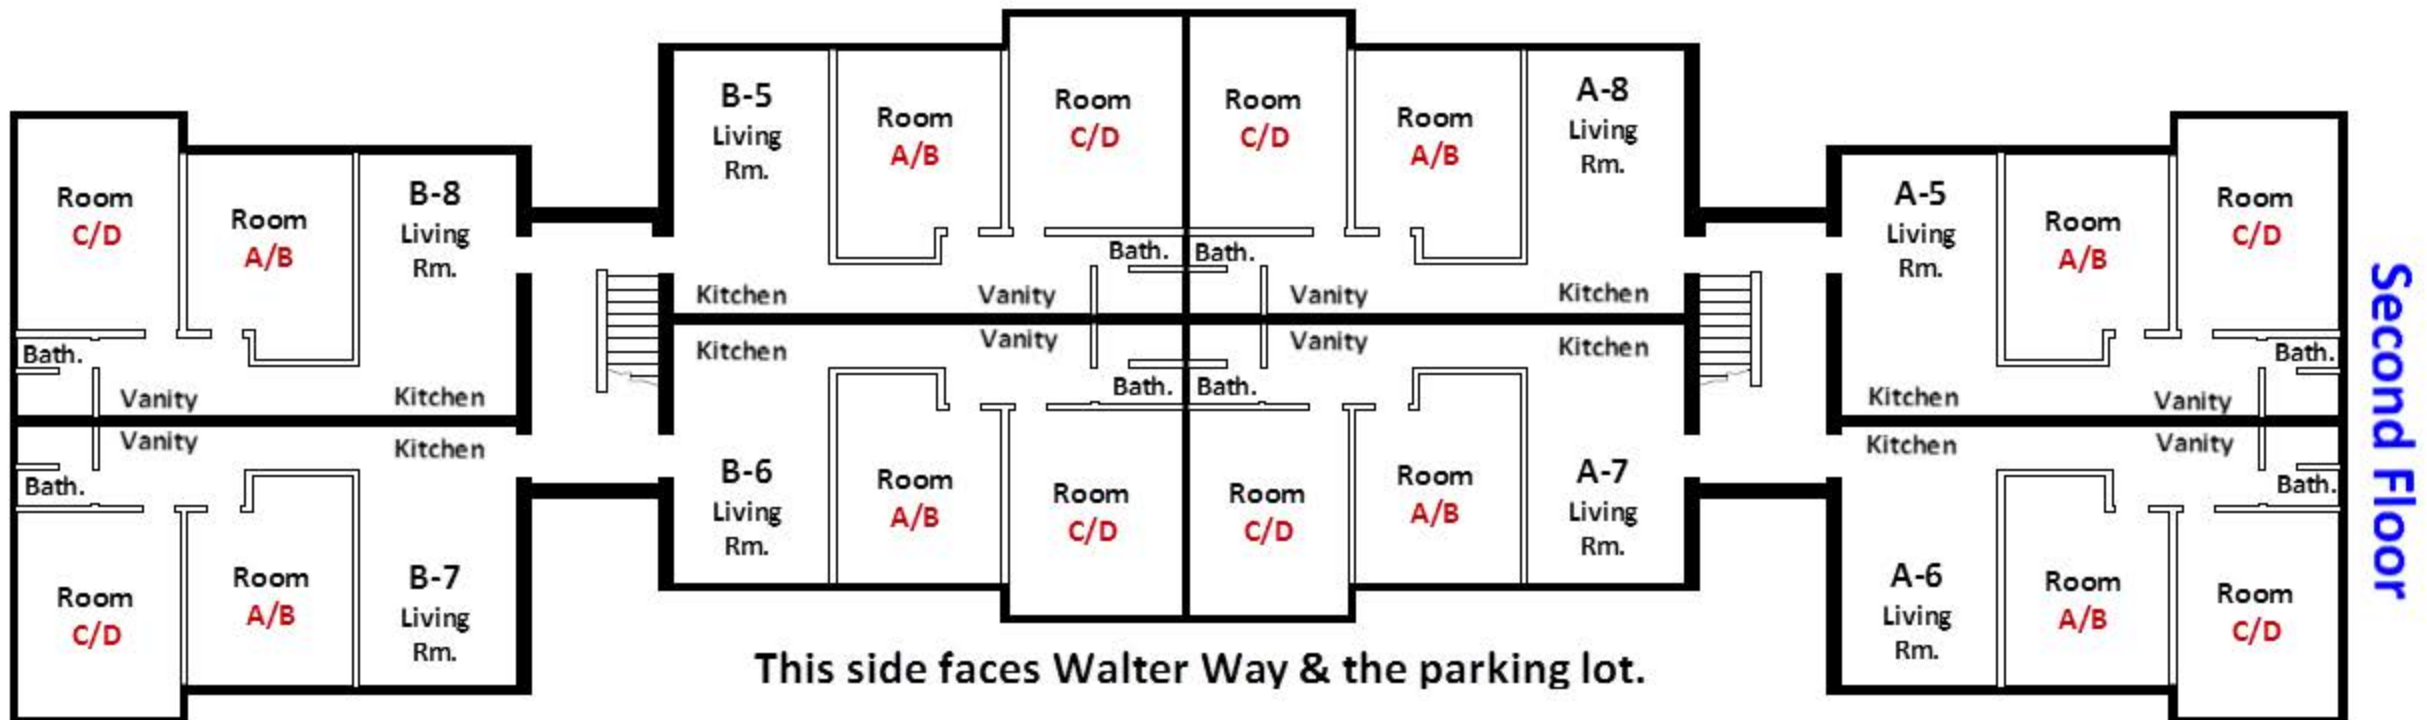 B-8
Living
Rm.
Room
A/B
Room
C/D
Bath.
Vanity
Kitchen
Vanity
Kitchen
Bath.
Room
C/D
Room
A/B
B-7
Living
Rm.
B-5
Living
Rm.
Room
A/B
Room
C/D
Bath.
Kitchen
Vanity
Room
C/D
Room
A/B
A-8
Living
Rm.
Bath.
Vanity
Kitchen
Kitchen
Vanity
Bath.
B-6
Living
Rm.
Room
A/B
Room
C/D
Vanity
Kitchen
Bath.
Room
C/D
Room
A/B
A-7
Living
Rm.
A-5
Living
Rm.
Room
A/B
Room
C/D
Bath.
Kitchen
Vanity
Kitchen
Vanity
Bath.
A-6
Living
Rm.
Room
A/B
Room
C/D
Second Floor
This side faces Walter Way & the parking lot.